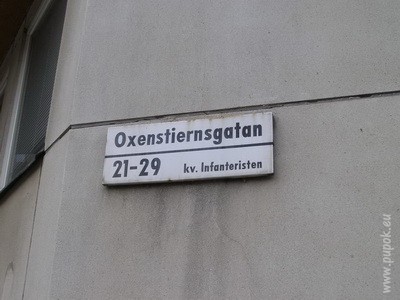 Oxenstiernsgatan
21-29 kv. Infanteristen
www.pupok.eu